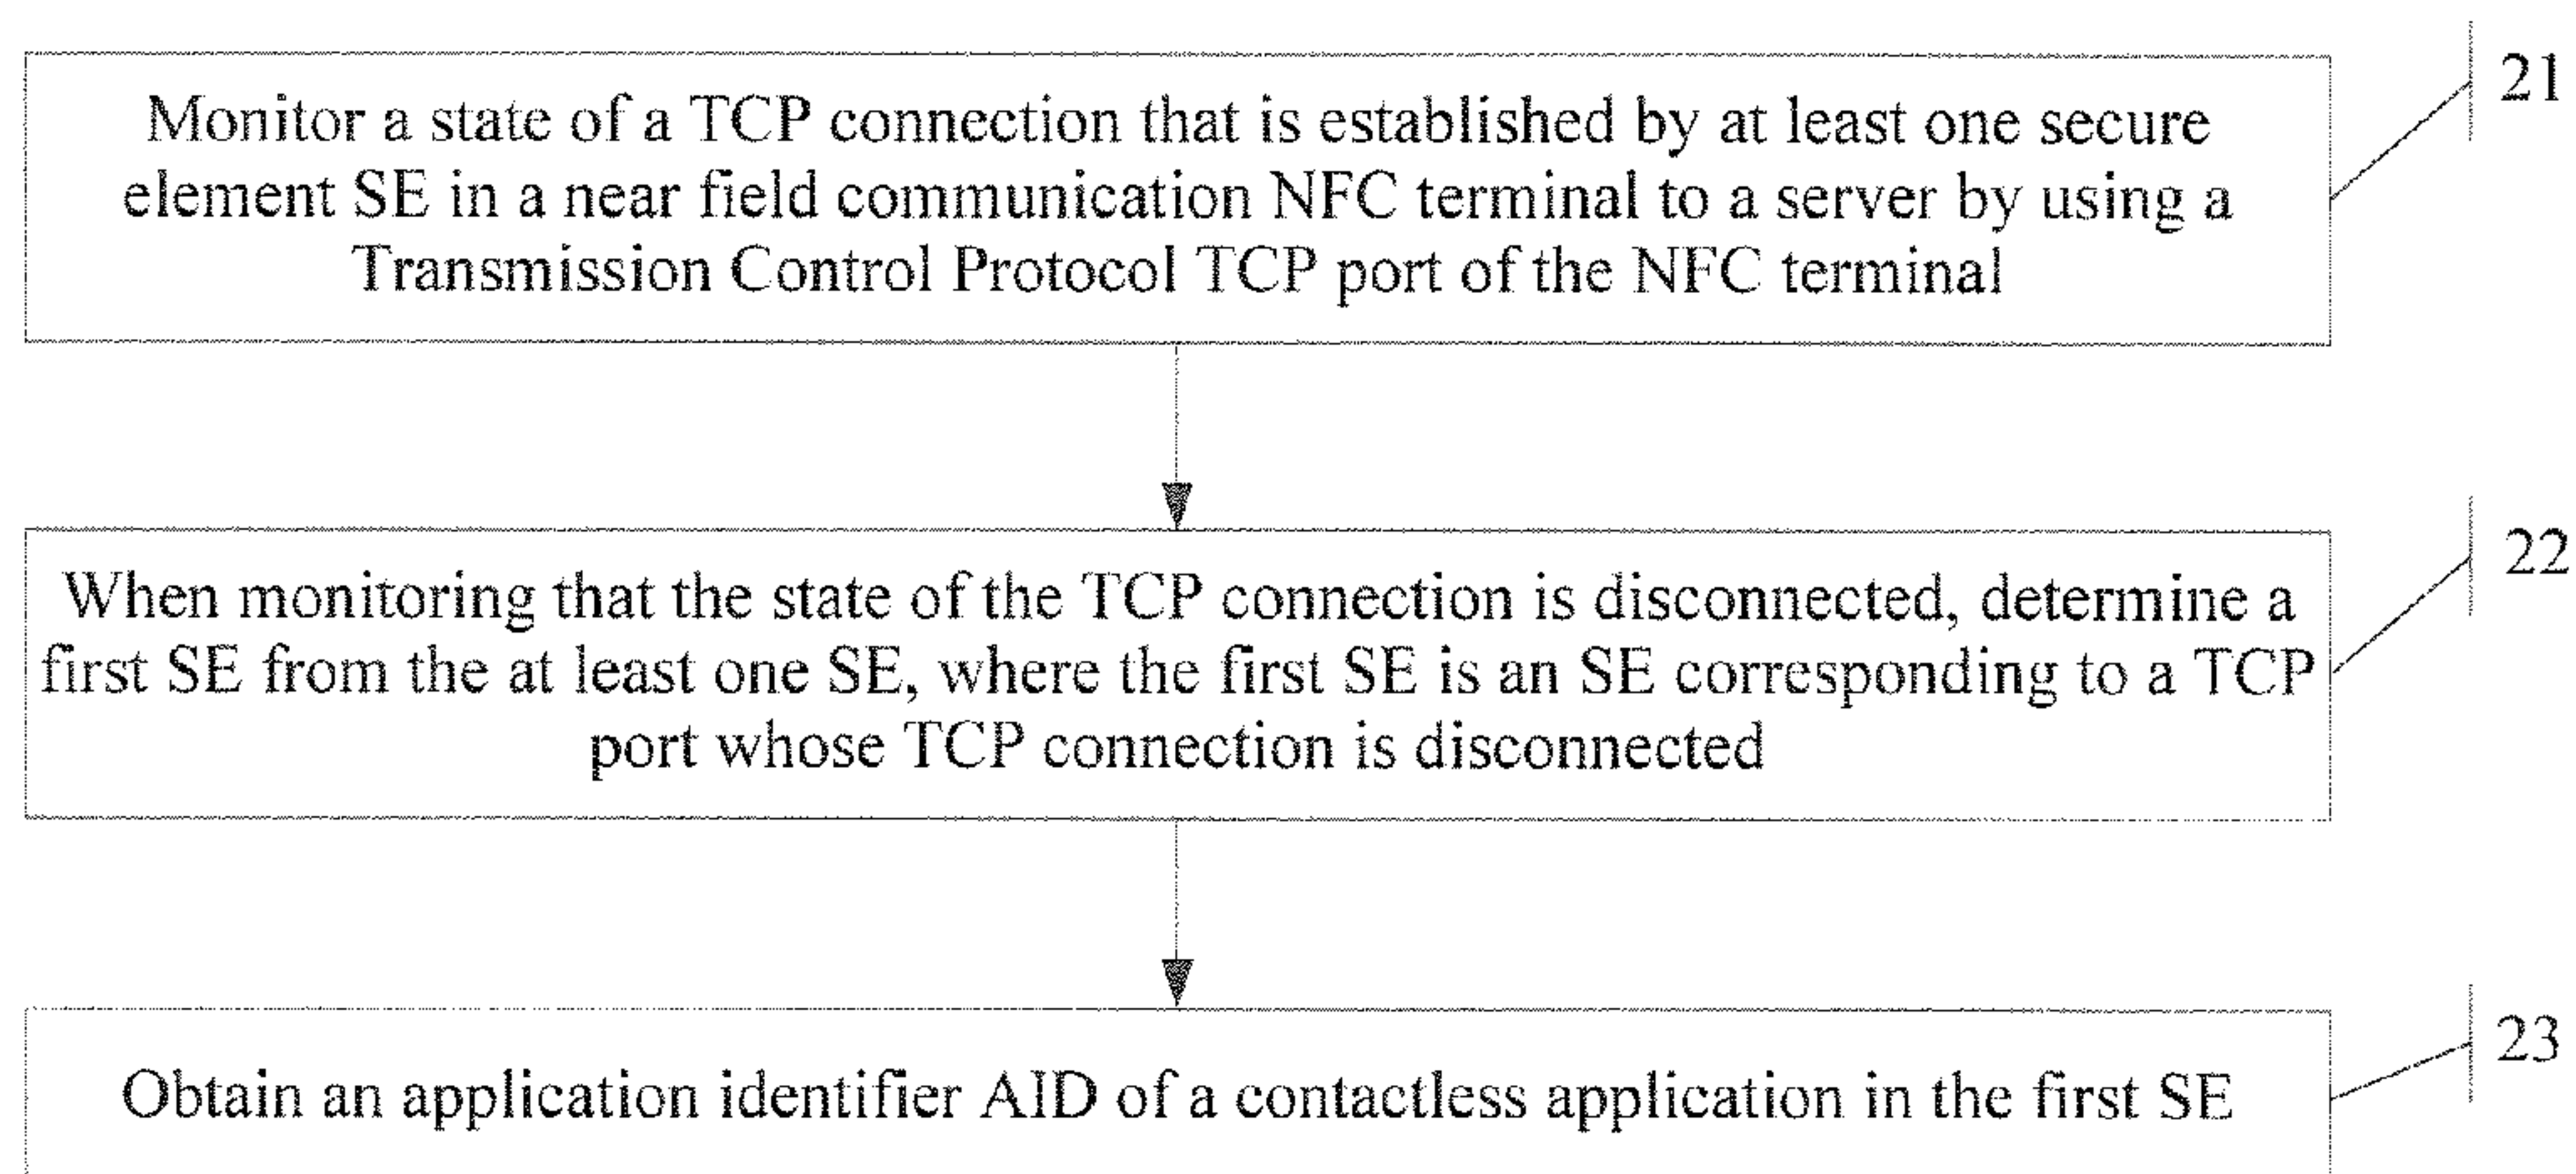 Monitor a state of a TCP connection that is established by at least one secure
element SE in a near field communication NFC terminal to a server by using a
Transmission Control Protocol TCP port of the NFC terminal
21
When monitoring that the state of the TCP connection is disconnected, determine a
first SE from the at least one SE, where the first SE is an SE corresponding to a TCP
port whose TCP connection is disconnected
22
Obtain an application identifier AID of a contactless application in the first SE
23